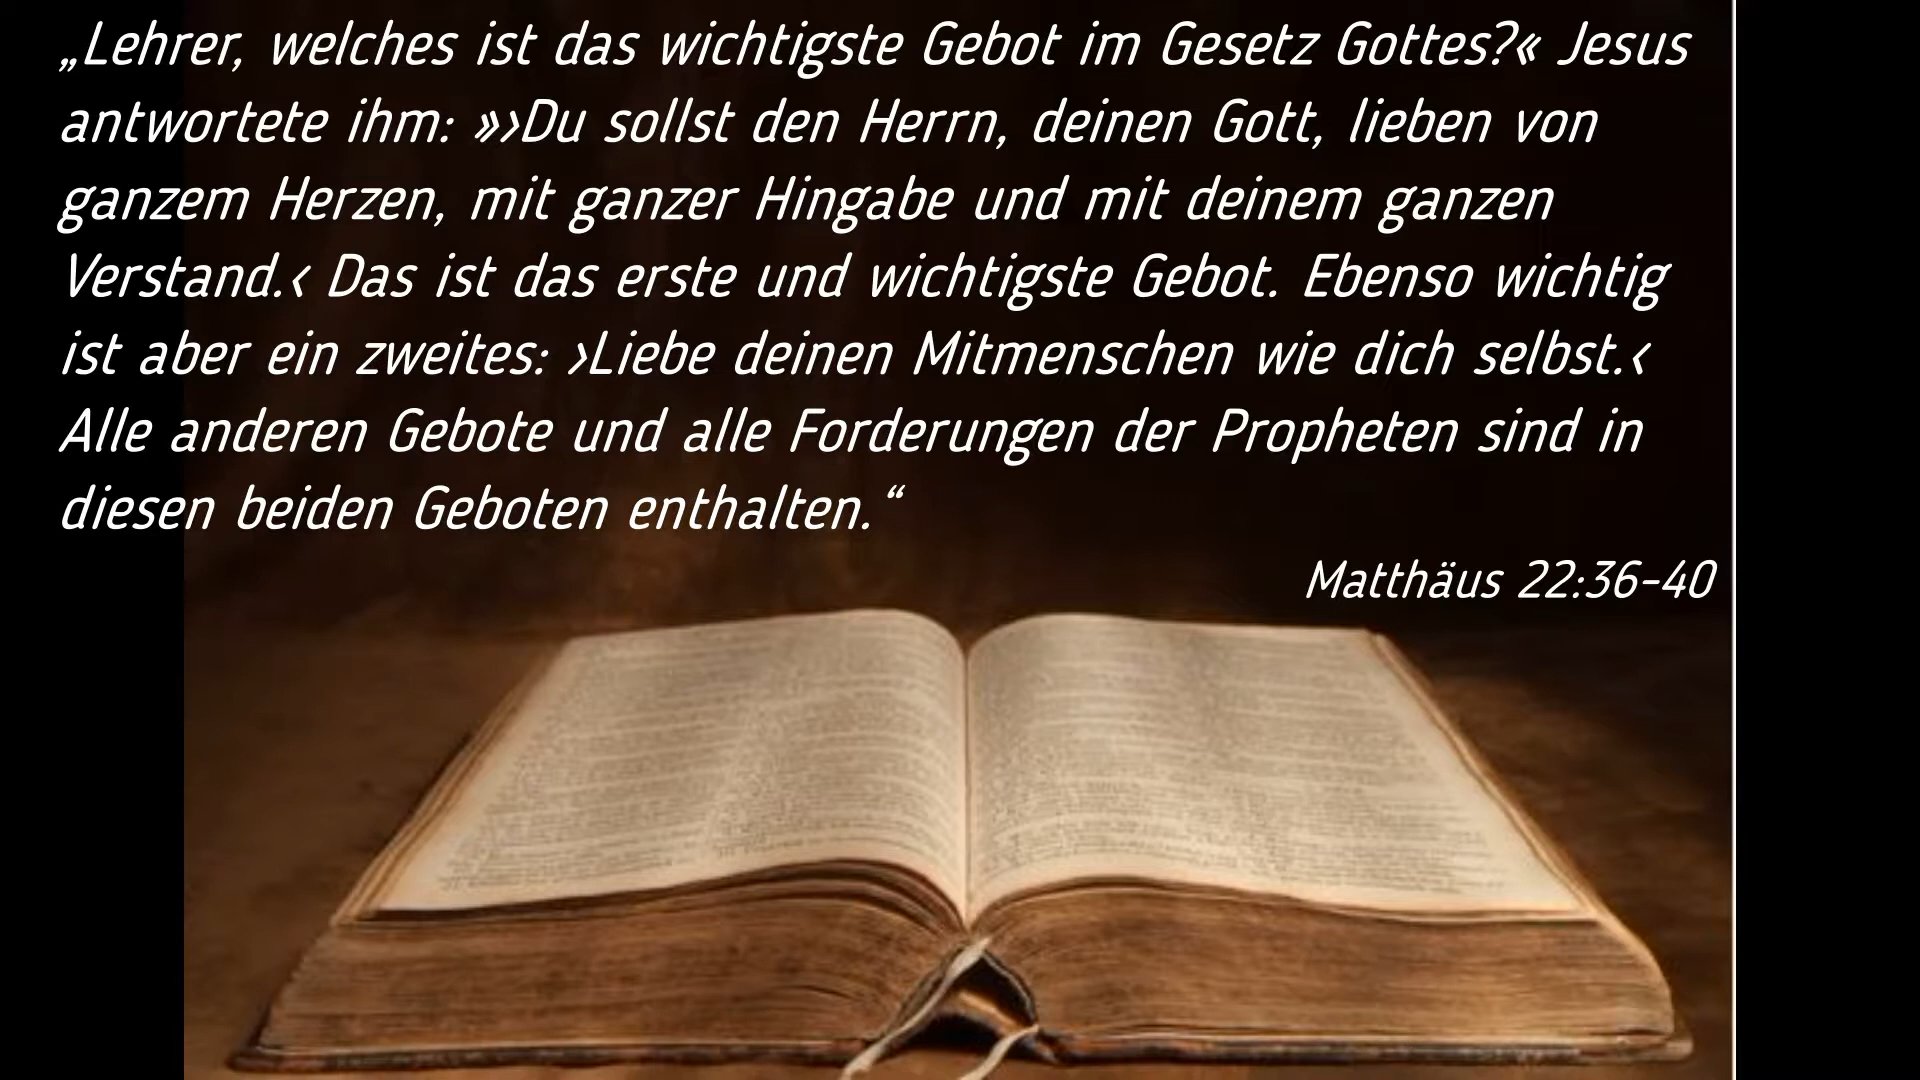 „Lehrer, welches ist das wichtigste Gebot im Gesetz Gottes?« Jesus
antwortete ihm: »›Du sollst den Herrn, deinen Gott, lieben von
ganzem Herzen, mit ganzer Hingabe und mit deinem ganzen
Verstand.‹ Das ist das erste und wichtigste Gebot. Ebenso wichtig
ist aber ein zweites: ›Liebe deinen Mitmenschen wie dich selbst.‹
Alle anderen Gebote und alle Forderungen der Propheten sind in
diesen beiden Geboten enthalten.“
Matthäus 22:36-40